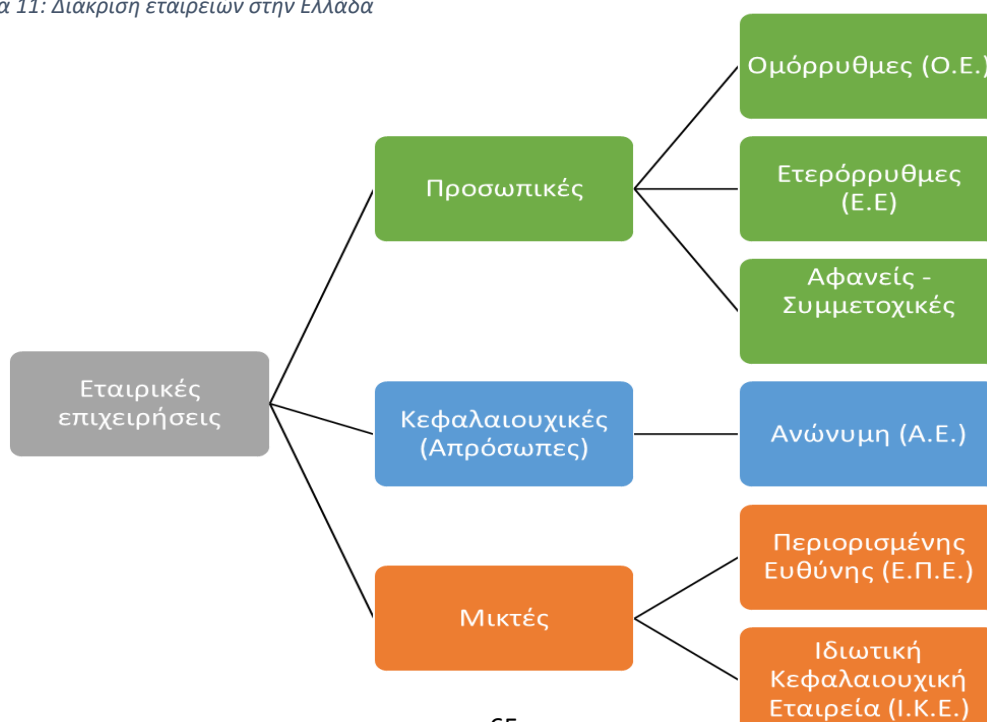 α 11: Διάκριση εταιρειών στην Ελλάδα
Ομόρρυθμες (Ο.Ε.)
Προσωπικές
Ετερόρρυθμες
(Ε.Ε)
Αφανείς -
Συμμετοχικές
Εταιρικές
επιχειρήσεις
Κεφαλαιουχικές
(Απρόσωπες)
Ανώνυμη (Α.Ε.)
Περιορισμένης
Ευθύνης (Ε.Π.Ε.)
Μικτές
Ιδιωτική
Κεφαλαιουχική
Εταιρεία (Ι.Κ.Ε.)
65